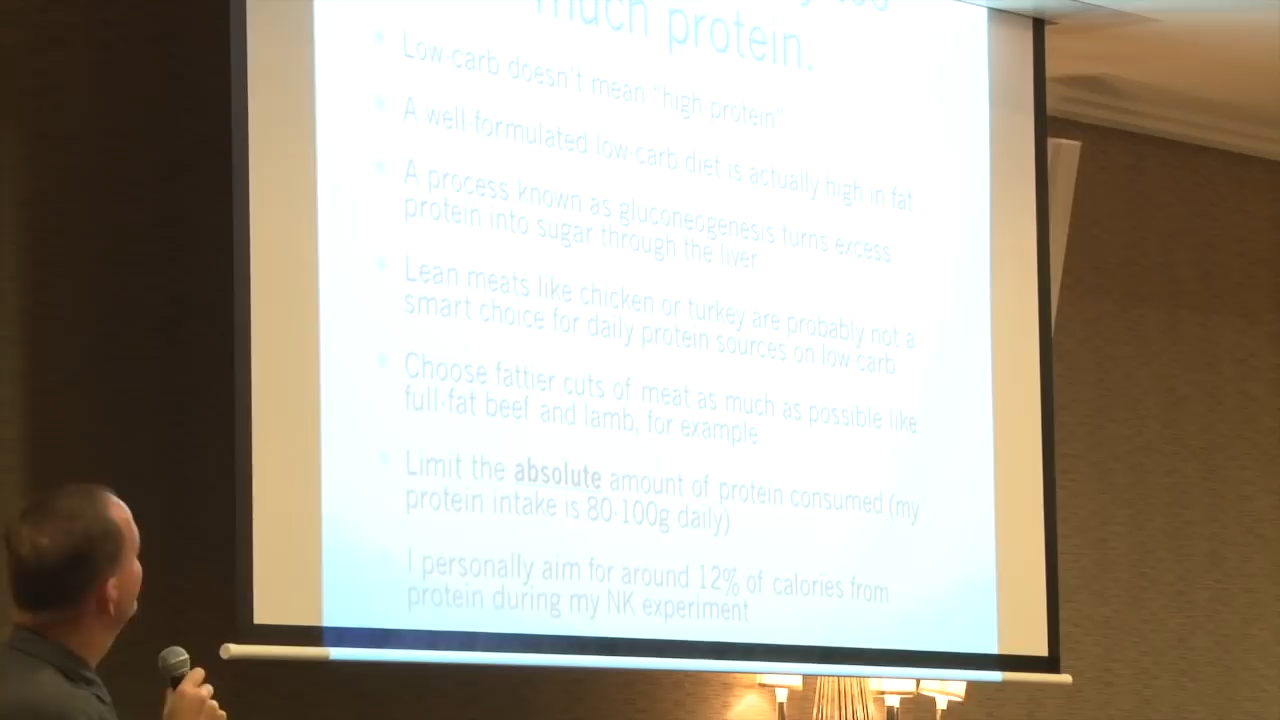 much protein.
Low-carb doesn't mean "high protein"
A well-formulated low-carb diet is actually high in fat
A process known as gluconeogenesis turns excess
protein into sugar through the liver
Lean meats like chicken or turkey are probably not a
smart choice for daily protein sources on low-carb
Choose fattier cuts of meat as much as possible like
full-fat beef and lamb, for example
Limit the absolute amount of protein consumed (my
protein intake is 80-100g daily)
I personally aim for around 12% of calories from
protein during my NK experiment